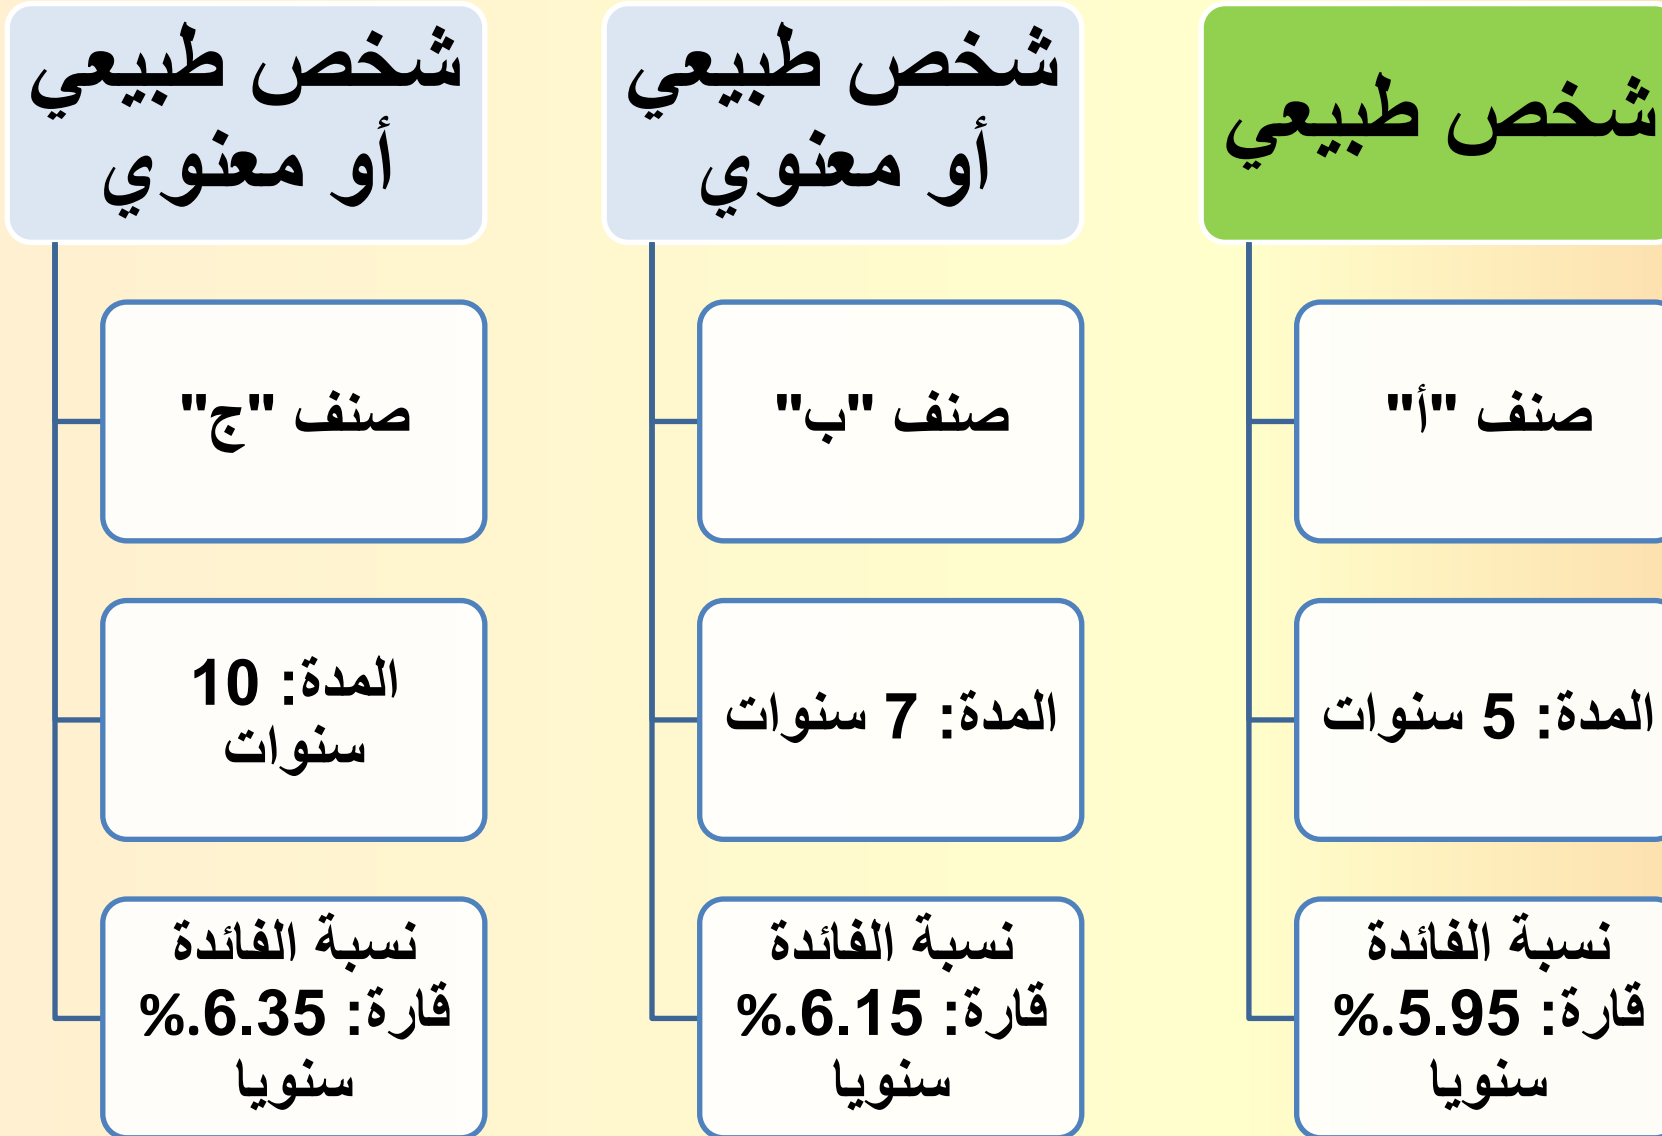 شخص طبيعي
صنف "أ"
المدة: 5 سنوات
نسبة الفائدة
قارة: 5.95.%
سنويا
شخص طبيعي
أو معنوي
صنف "ب"
المدة: 7 سنوات
نسبة الفائدة
قارة: 6.15.%
سنويا
شخص طبيعي
أو معنوي
صنف "ج"
المدة: 10
سنوات
نسبة الفائدة
قارة: 6.35.%
سنويا